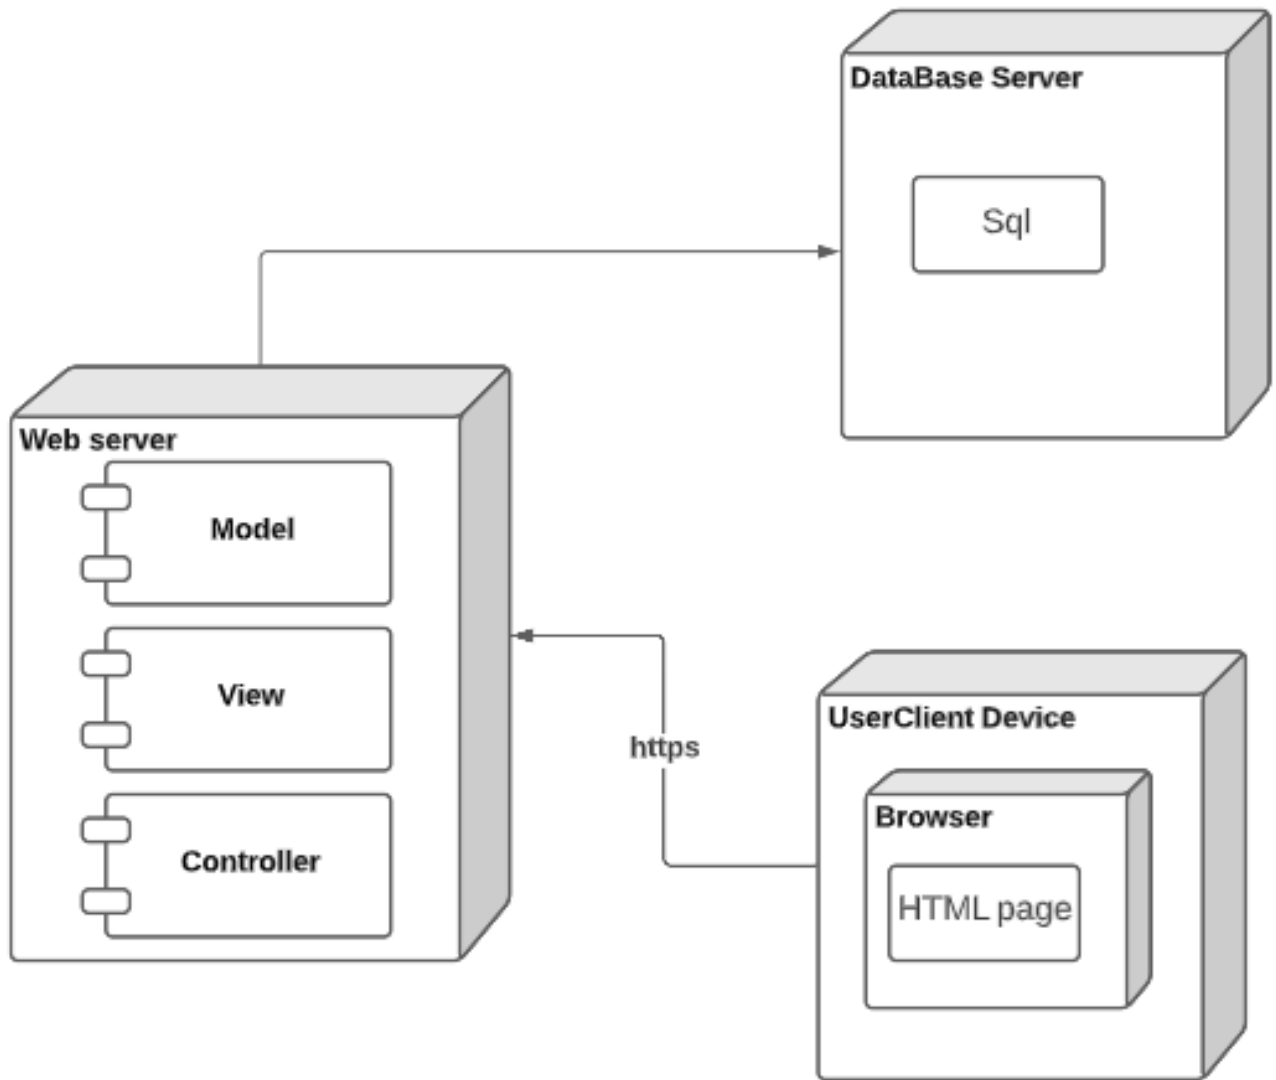 DataBase Server
Sql
Web server
Model
View
Controller
https
UserClient Device
Browser
HTML page